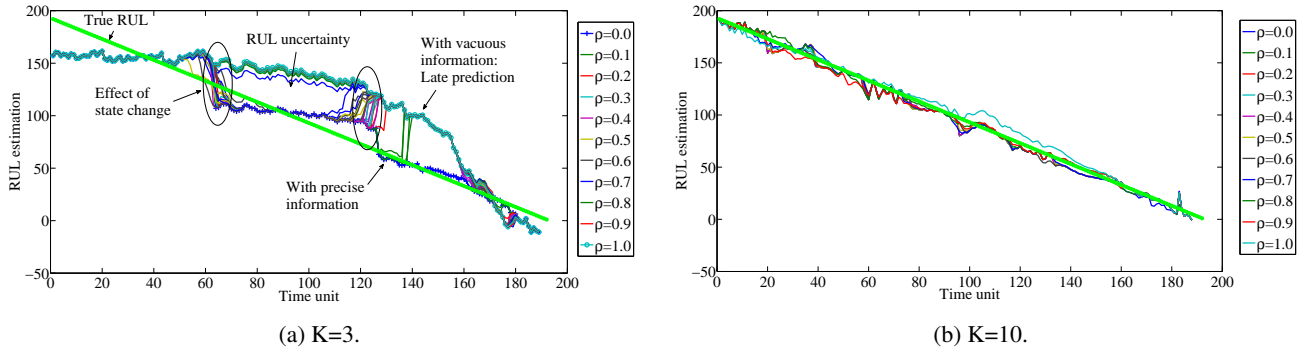 True RUL
RUL uncertainty
With vacuous
information:
Late prediction
Effect of
state change
With precise
information
RUL estimation
200
150
100
50
0
−50
0 20 40 60 80 100 120 140 160 180 200
Time unit
ρ=0.0
ρ=0.1
ρ=0.2
ρ=0.3
ρ=0.4
ρ=0.5
ρ=0.6
ρ=0.7
ρ=0.8
ρ=0.9
ρ=1.0
(a) K=3.
RUL estimation
200
150
100
50
0
−50
0 20 40 60 80 100 120 140 160 180 200
Time unit
ρ=0.0
ρ=0.1
ρ=0.2
ρ=0.3
ρ=0.4
ρ=0.5
ρ=0.6
ρ=0.7
ρ=0.8
ρ=0.9
ρ=1.0
(b) K=10.